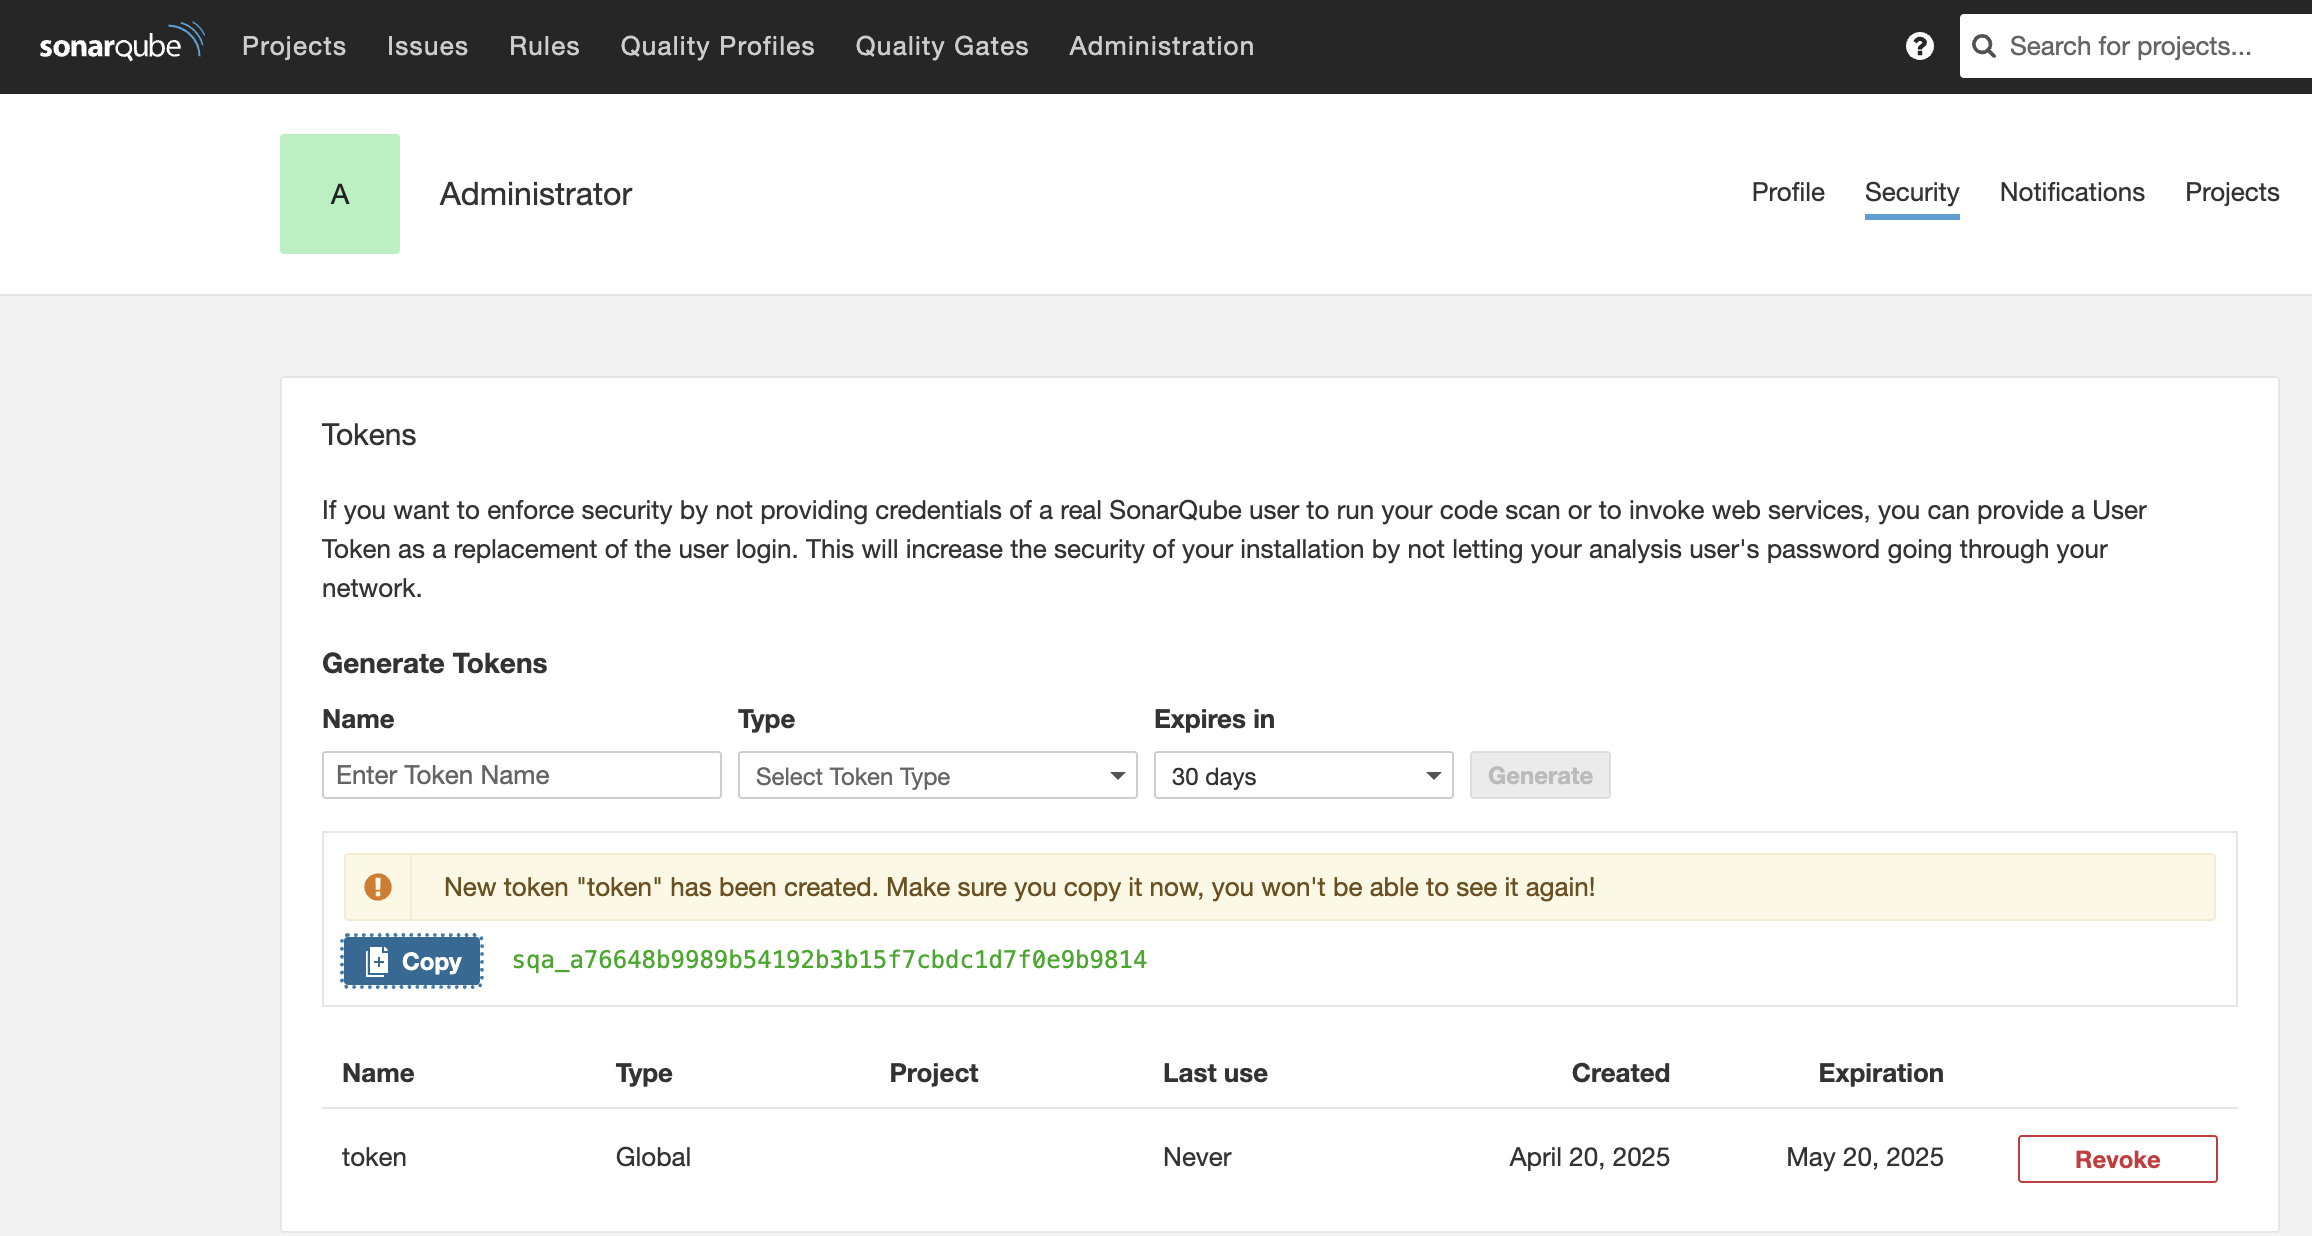 sonarqube Projects Issues Rules Quality Profiles Quality Gates Administration ? Search for projects...
A Administrator Profile Security Notifications Projects
Tokens
If you want to enforce security by not providing credentials of a real SonarQube user to run your code scan or to invoke web services, you can provide a User
Token as a replacement of the user login. This will increase the security of your installation by not letting your analysis user's password going through your
network.
Generate Tokens
Name Type Expires in
Enter Token Name Select Token Type 30 days Generate
New token "token" has been created. Make sure you copy it now, you won't be able to see it again!
Copy sqa_a76648b9989b54192b3b15f7cbdc1d7f0e9b9814
Name Type Project Last use Created Expiration
token Global Never April 20, 2025 May 20, 2025 Revoke